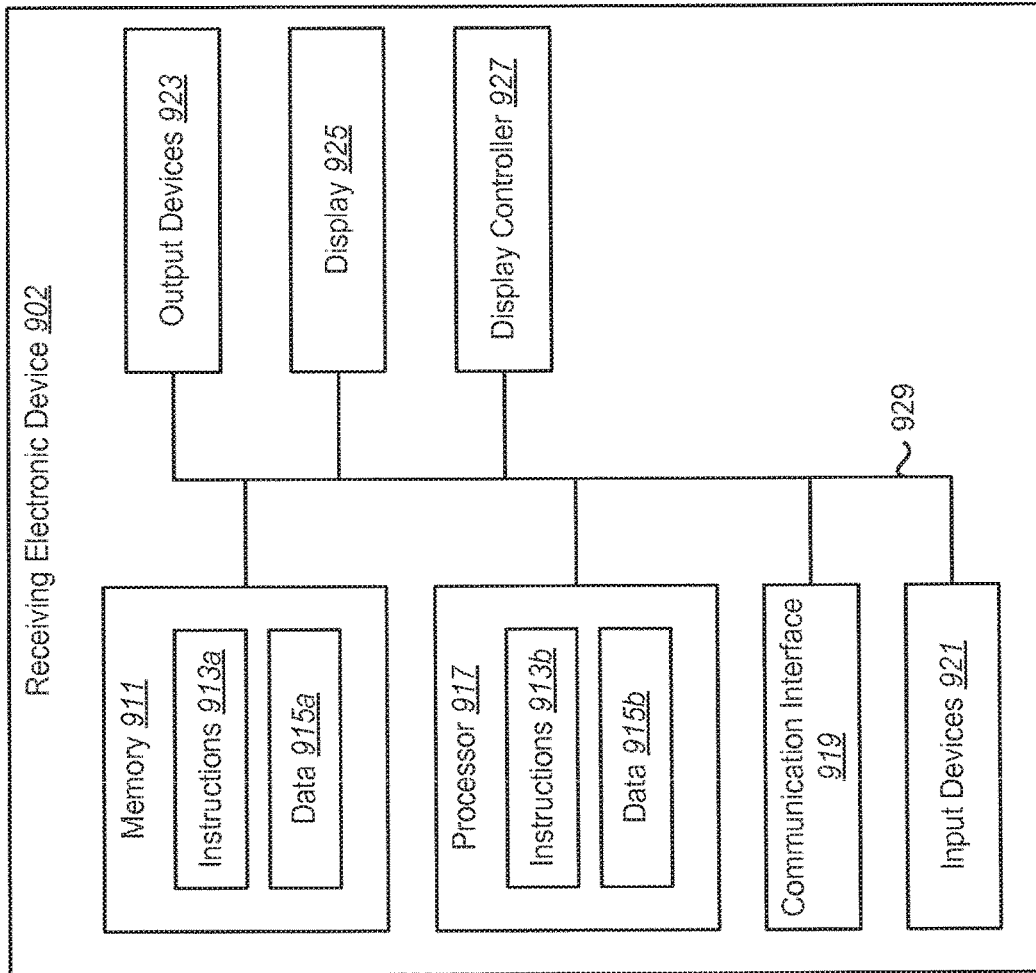 Receiving Electronic Device 902
Memory 911
Instructions 913a
Data 915a
Processor 917
Instructions 913b
Data 915b
Communication Interface
919
Input Devices 921
Output Devices 923
Display 925
Display Controller 927
929